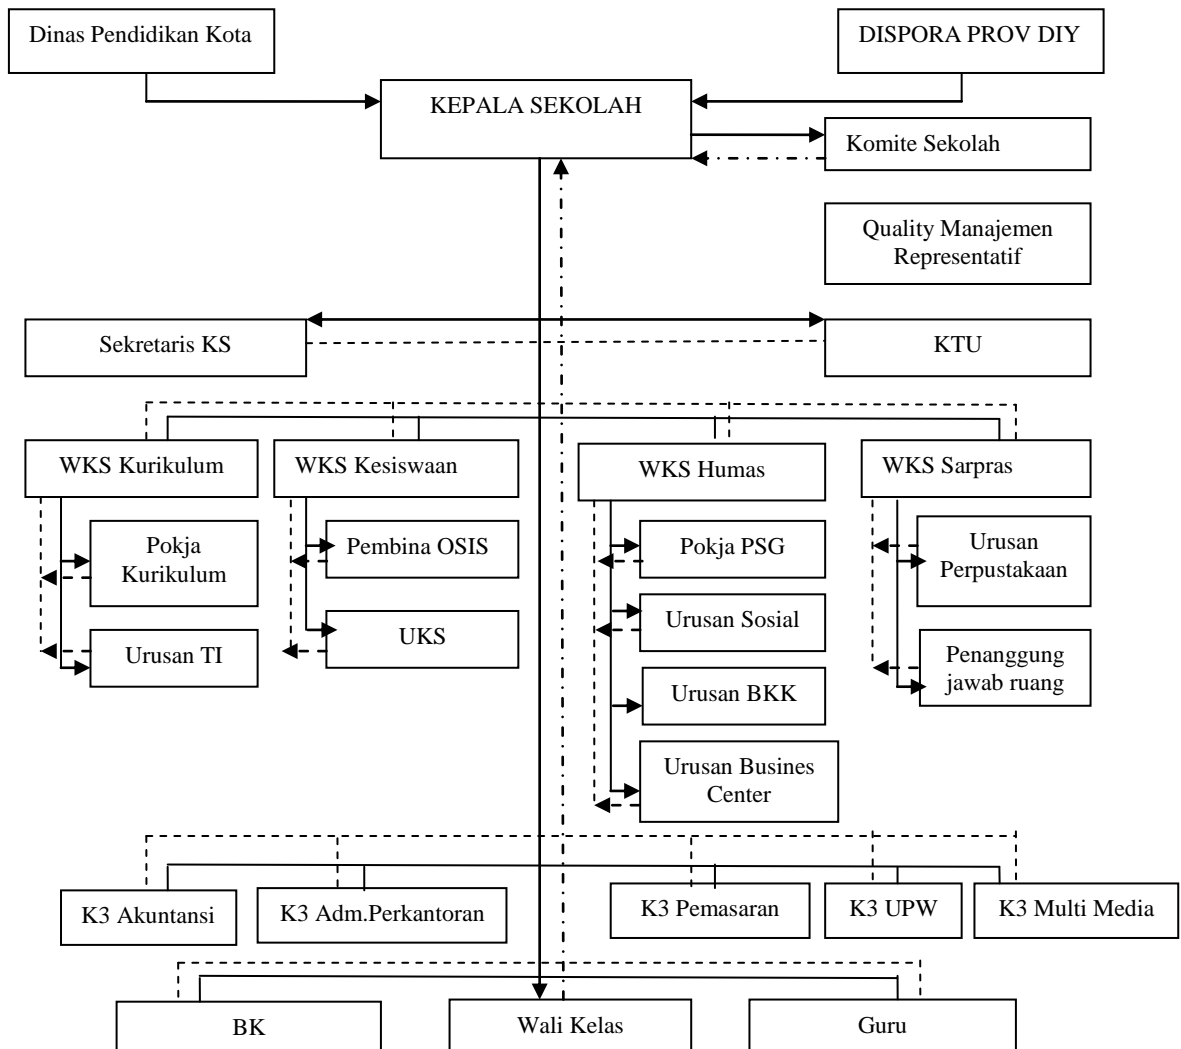 Dinas Pendidikan Kota
DISPORA PROV DIY
KEPALA SEKOLAH
Komite Sekolah
Quality Manajemen
Representatif
Sekretaris KS
KTU
WKS Kurikulum
WKS Kesiswaan
WKS Humas
WKS Sarpras
Pokja
Kurikulum
Pembina OSIS
Pokja PSG
Urusan
Perpustakaan
Urusan TI
UKS
Urusan Sosial
Penanggung
jawab ruang
Urusan BKK
Urusan Busines
Center
K3 Akuntansi
K3 Adm.Perkantoran
K3 Pemasaran
K3 UPW
K3 Multi Media
BK
Wali Kelas
Guru